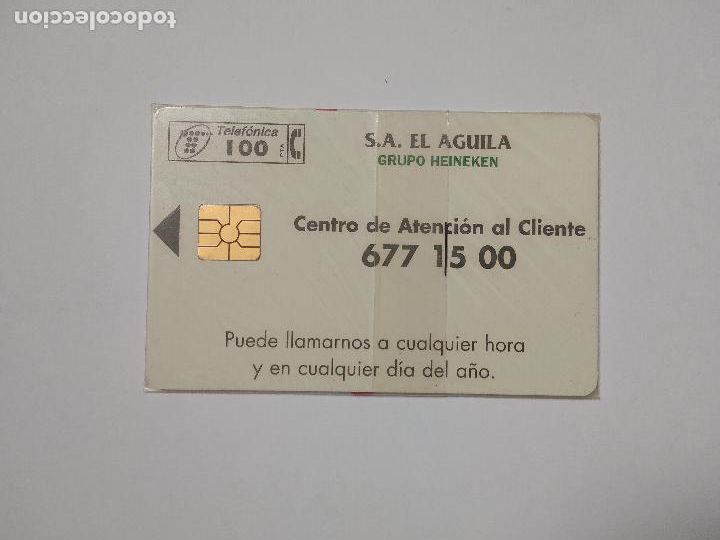 todocoleccion
Telefónica
100 PTA
S.A. EL AGUILA
GRUPO HEINEKEN
Centro de Atención al Cliente
677 15 00
Puede llamarnos a cualquier hora
y en cualquier día del año.